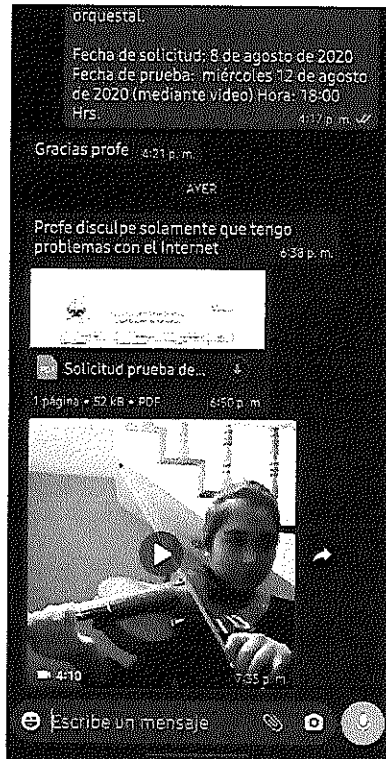 orquestal.
Fecha de solicitud: 8 de agosto de 2020
Fecha de prueba: miércoles 12 de agosto
de 2020 (mediante video) Hora: 18:00
Hrs.
4:17 p. m.
Gracias profe 4:21 p. m.
AYER
Profe disculpe solamente que tengo
problemas con el Internet
6:38 p. m.
Solicitud prueba de...
1 página • 52 kB • PDF 6:50 p. m.
4:10 7:35 p. m.
Escribe un mensaje